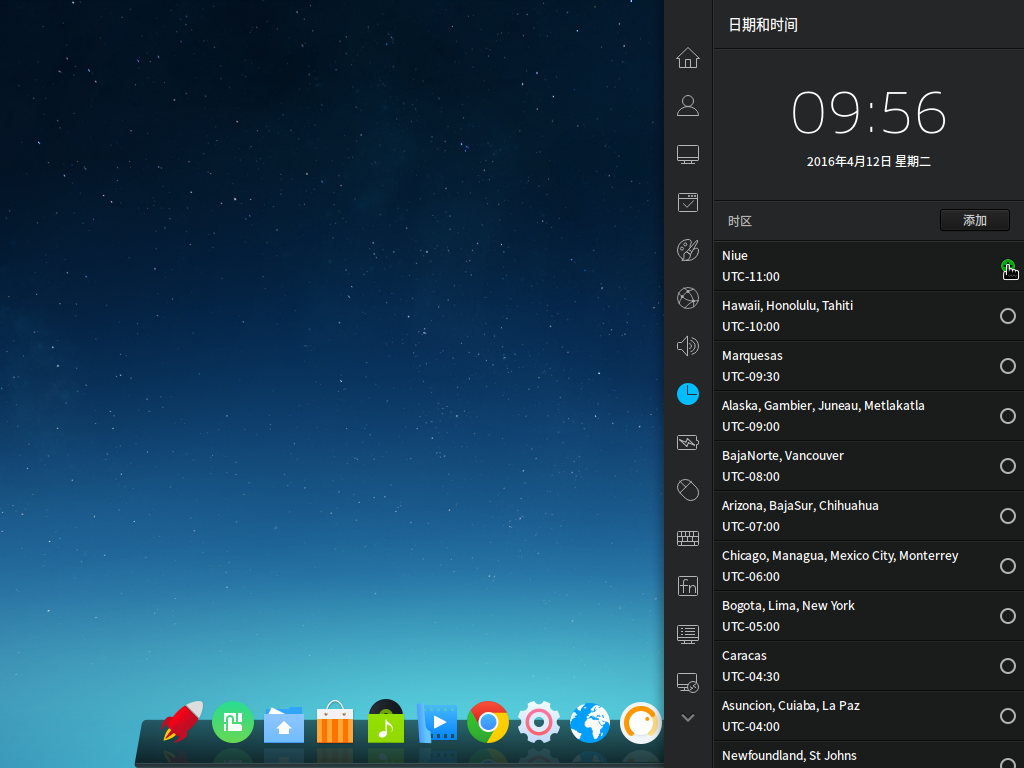 日期和时间
09:56
2016年4月12日 星期二
时区
添加
Niue
UTC-11:00
Hawaii, Honolulu, Tahiti
UTC-10:00
Marquesas
UTC-09:30
Alaska, Gambier, Juneau, Metlakatla
UTC-09:00
BajaNorte, Vancouver
UTC-08:00
Arizona, BajaSur, Chihuahua
UTC-07:00
Chicago, Managua, Mexico City, Monterrey
UTC-06:00
Bogota, Lima, New York
UTC-05:00
fn
Caracas
UTC-04:30
Asuncion, Cuiaba, La Paz
UTC-04:00
Newfoundland, St Johns